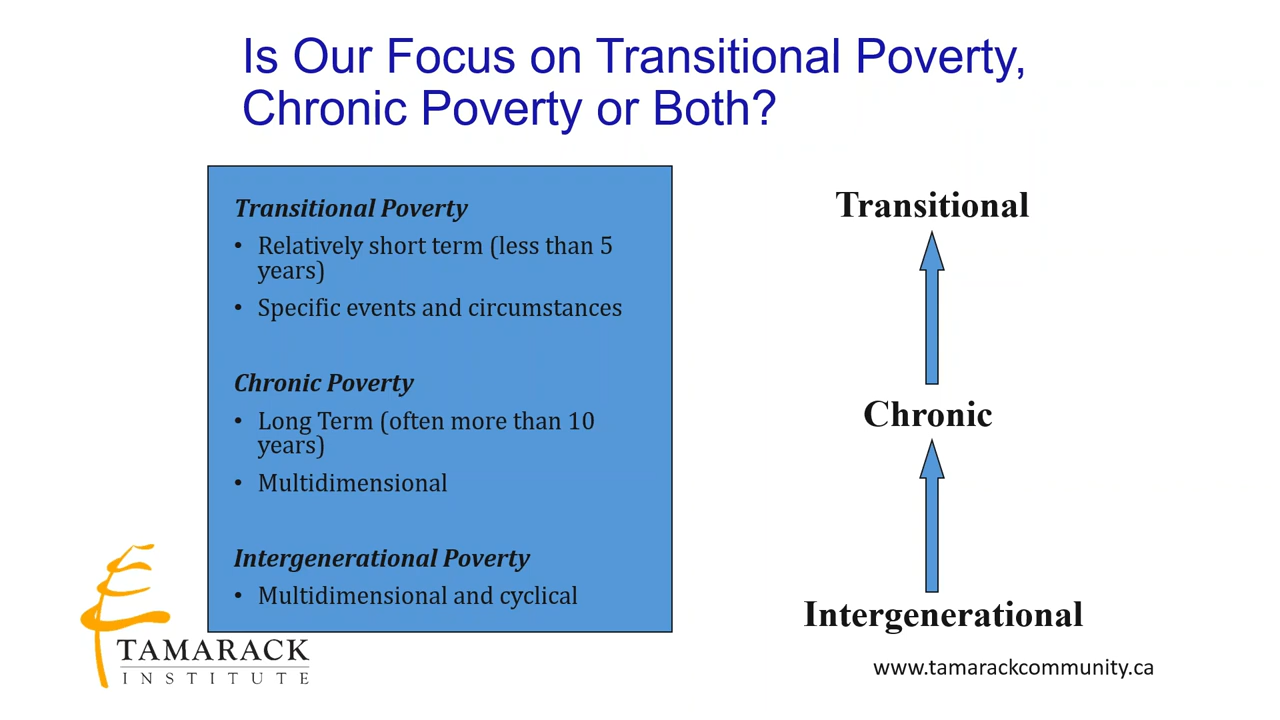 Is Our Focus on Transitional Poverty,
Chronic Poverty or Both?
Transitional Poverty
• Relatively short term (less than 5
years)
• Specific events and circumstances
Chronic Poverty
• Long Term (often more than 10
years)
• Multidimensional
Intergenerational Poverty
• Multidimensional and cyclical
Transitional
Chronic
Intergenerational
TAMARACK
INSTITUTE
www.tamarackcommunity.ca